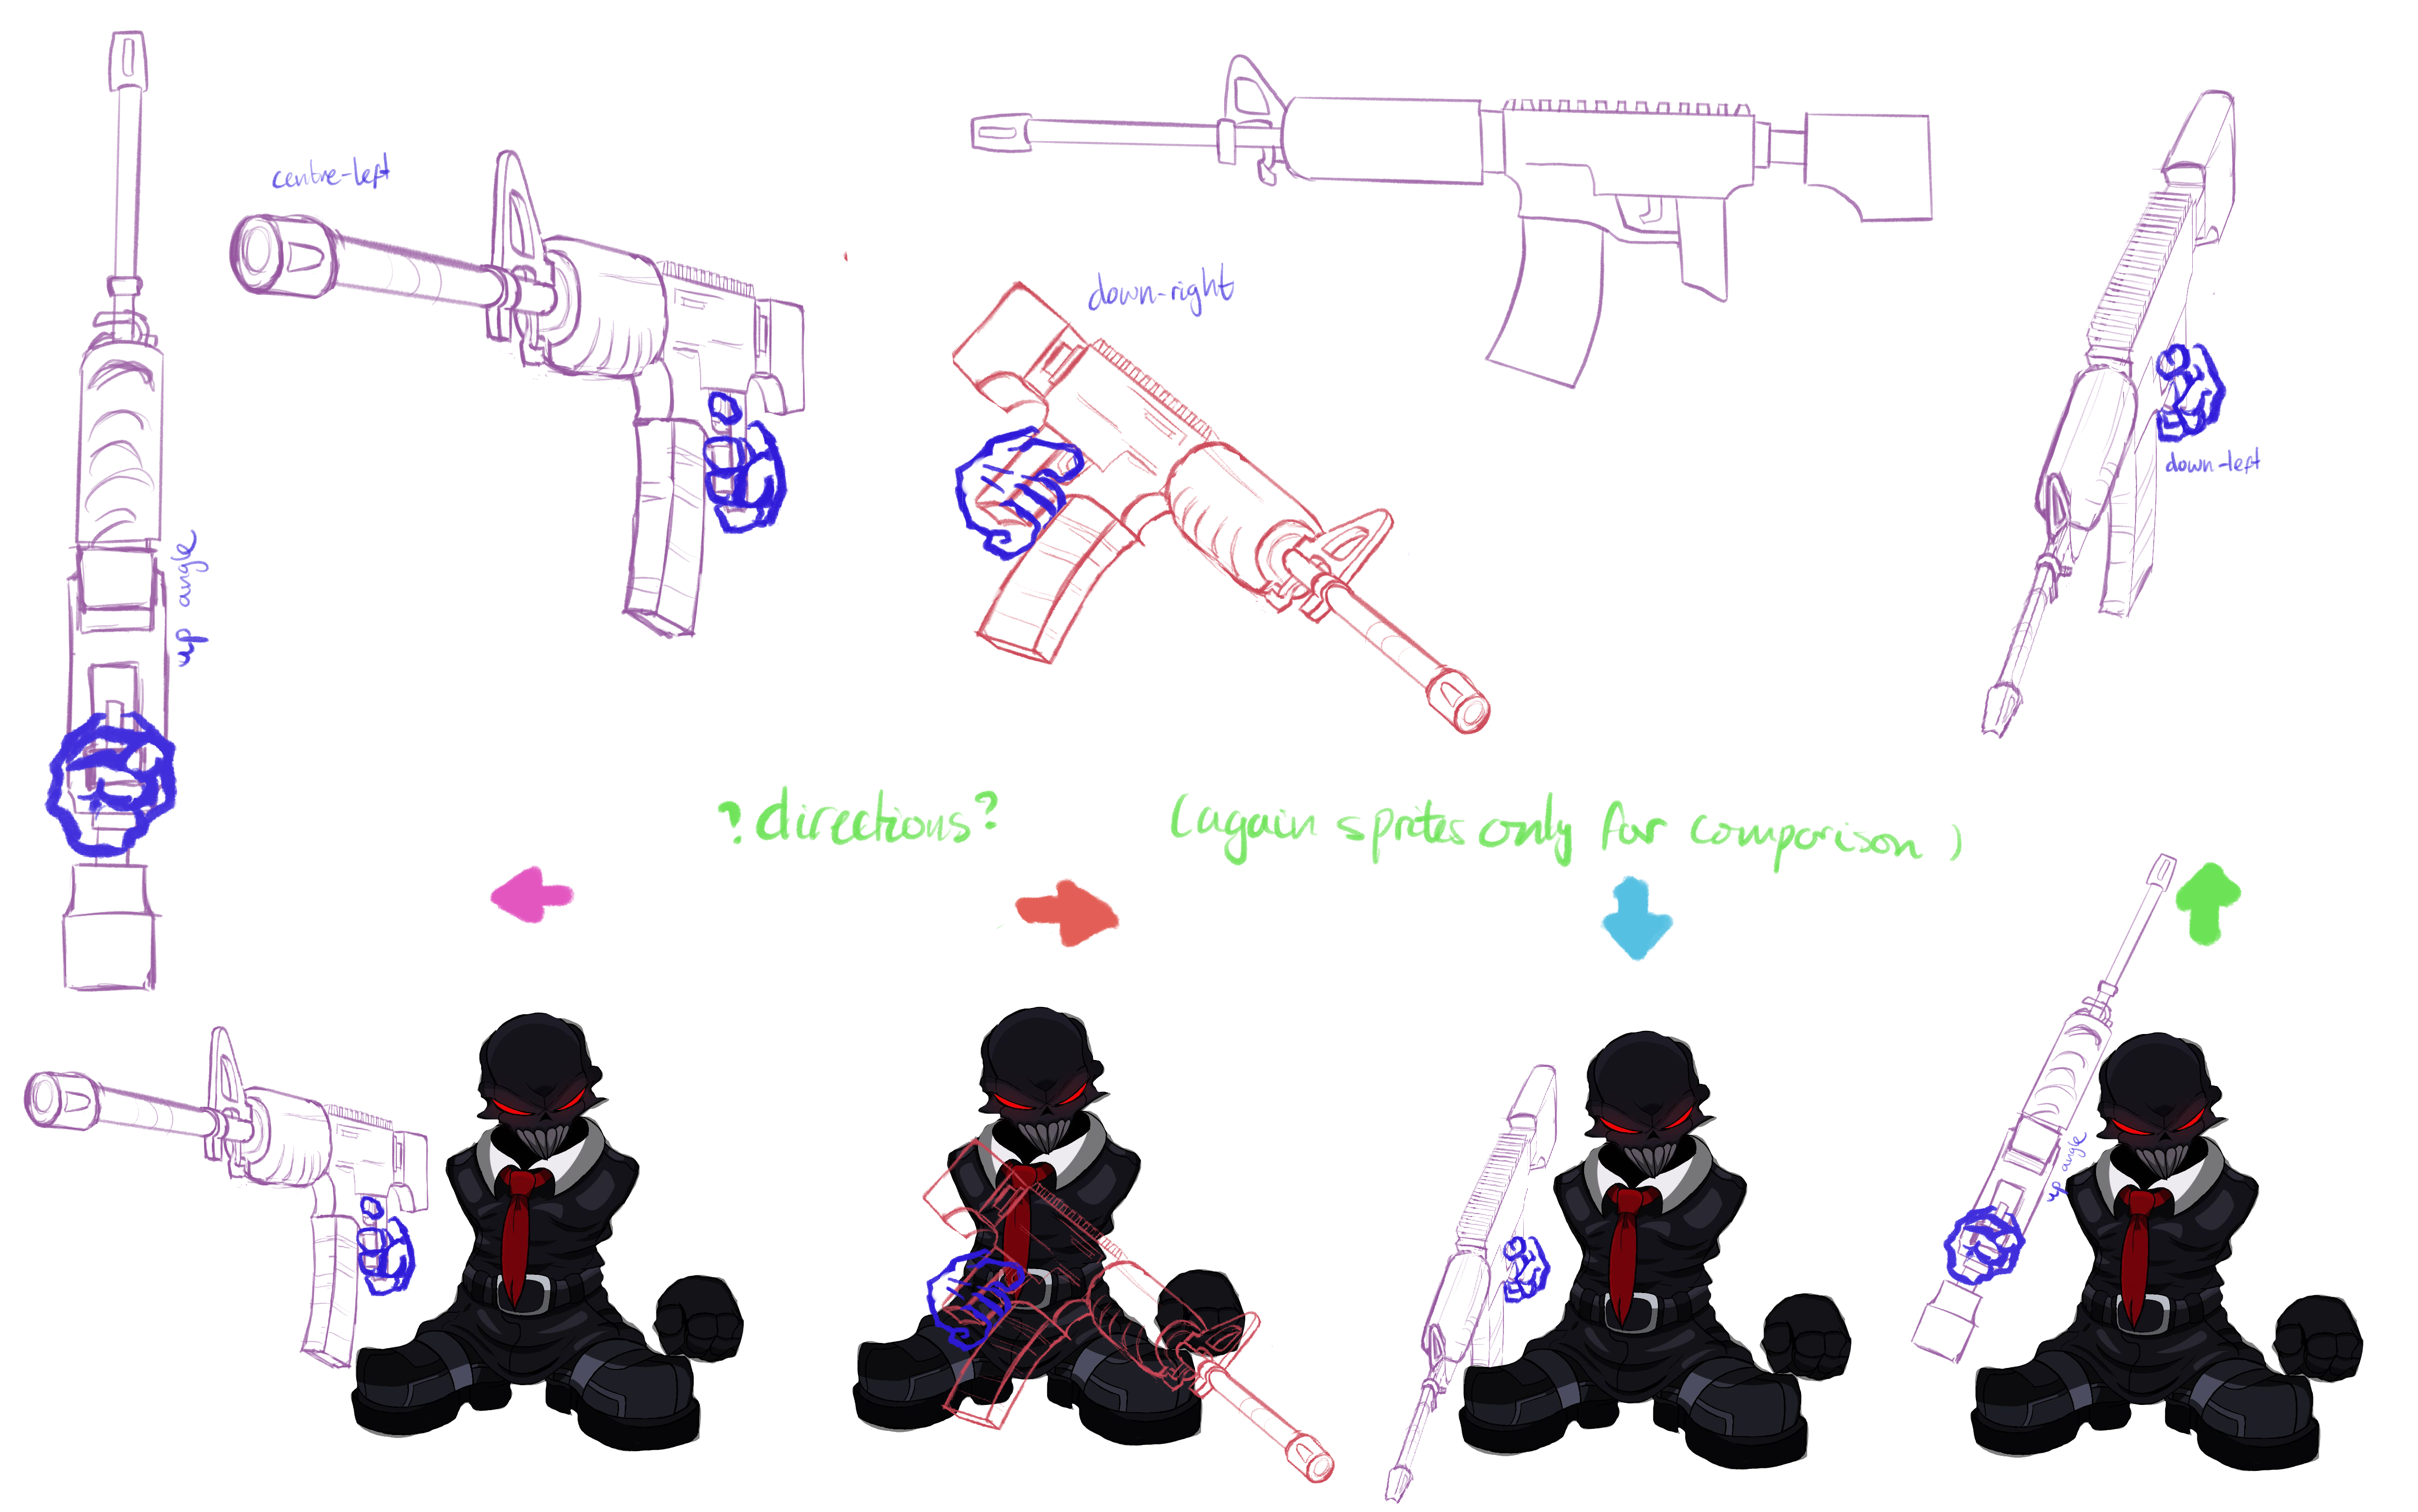 centre-left
down-right
down-left
up angle
? directions? (again sprites only for comparison)
up angle